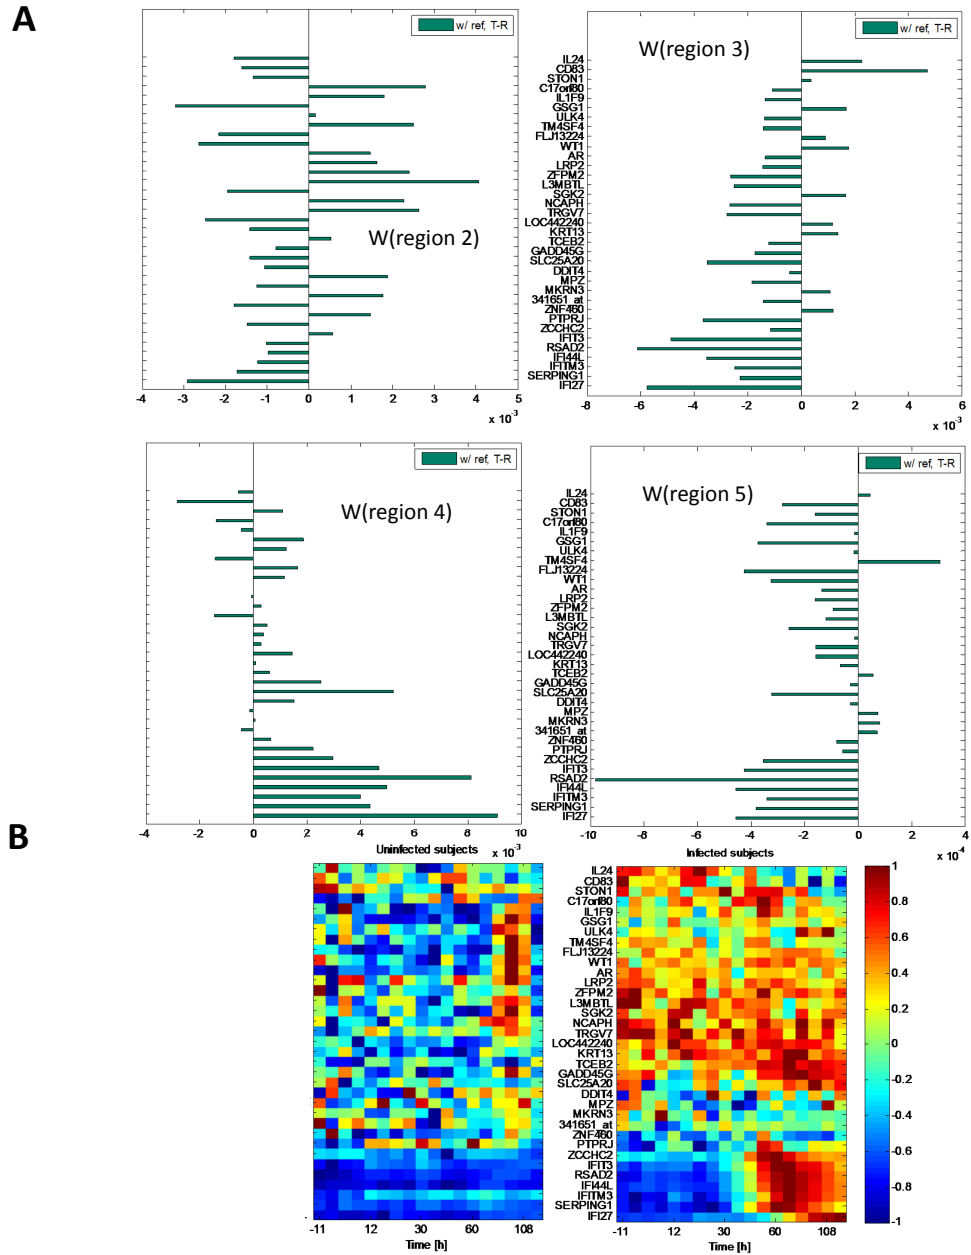 A
w/ ref, T-R
W(region 2)
-4
-3
-2
-1
0
1
2
3
4
5
x 10^-3
w/ ref, T-R
W(region 3)
IL24
CD83
STON1
C17orf80
IL1F9
GSG1
ULK4
TM4SF4
FLJ13224
WT1
AR
LRP2
ZFPM2
L3MBTL
SGK2
NCAPH
TRGV7
LOC442240
KRT13
TCEB2
GADD45G
SLC25A20
DDIT4
MPZ
MKRN3
341651_at
ZNF460
PTPRJ
ZCCHC2
IFIT3
RSAD2
IFI44L
IFITM3
SERPING1
IFI27
-8
-6
-4
-2
0
2
4
6
x 10^-3
w/ ref, T-R
W(region 4)
-4
-2
0
2
4
6
8
10
x 10^-3
w/ ref, T-R
W(region 5)
IL24
CD83
STON1
C17orf80
IL1F9
GSG1
ULK4
TM4SF4
FLJ13224
WT1
AR
LRP2
ZFPM2
L3MBTL
SGK2
NCAPH
TRGV7
LOC442240
KRT13
TCEB2
GADD45G
SLC25A20
DDIT4
MPZ
MKRN3
341651_at
ZNF460
PTPRJ
ZCCHC2
IFIT3
RSAD2
IFI44L
IFITM3
SERPING1
IFI27
-10
-8
-6
-4
-2
0
2
4
x 10^-4
B
Uninfected subjects
-11
12
30
60
108
Time [h]
Infected subjects
IL24
CD83
STON1
C17orf80
IL1F9
GSG1
ULK4
TM4SF4
FLJ13224
WT1
AR
LRP2
ZFPM2
L3MBTL
SGK2
NCAPH
TRGV7
LOC442240
KRT13
TCEB2
GADD45G
SLC25A20
DDIT4
MPZ
MKRN3
341651_at
ZNF460
PTPRJ
ZCCHC2
IFIT3
RSAD2
IFI44L
IFITM3
SERPING1
IFI27
-11
12
30
60
108
Time [h]
1
0.8
0.6
0.4
0.2
0
-0.2
-0.4
-0.6
-0.8
-1